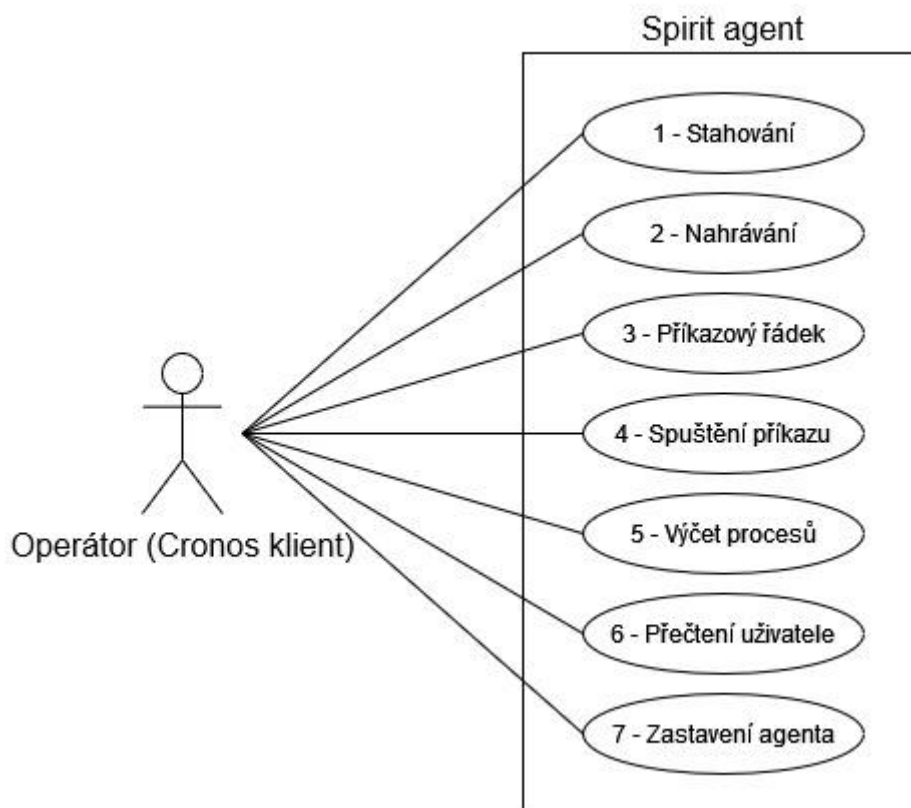 Spirit agent
1 - Stahování
2 - Nahrávání
3 - Příkazový řádek
4 - Spuštění příkazu
Operátor (Cronos klient)
5 - Výčet procesů
6 - Přečtení uživatele
7 - Zastavení agenta